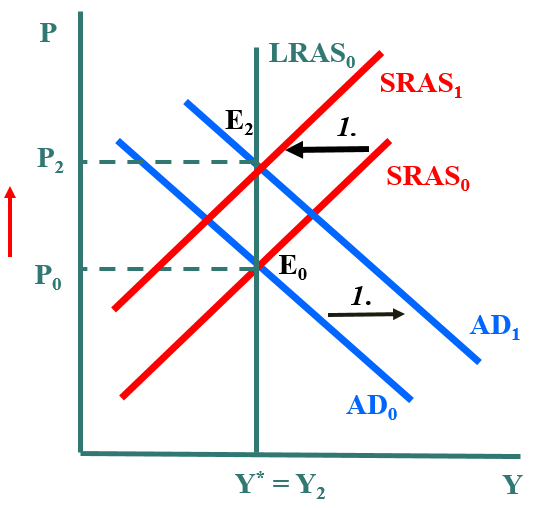 P
LRAS₀
SRAS₁
E₂
1.
P₂
SRAS₀
P₀
E₀
1.
AD₁
AD₀
Y* = Y₂
Y